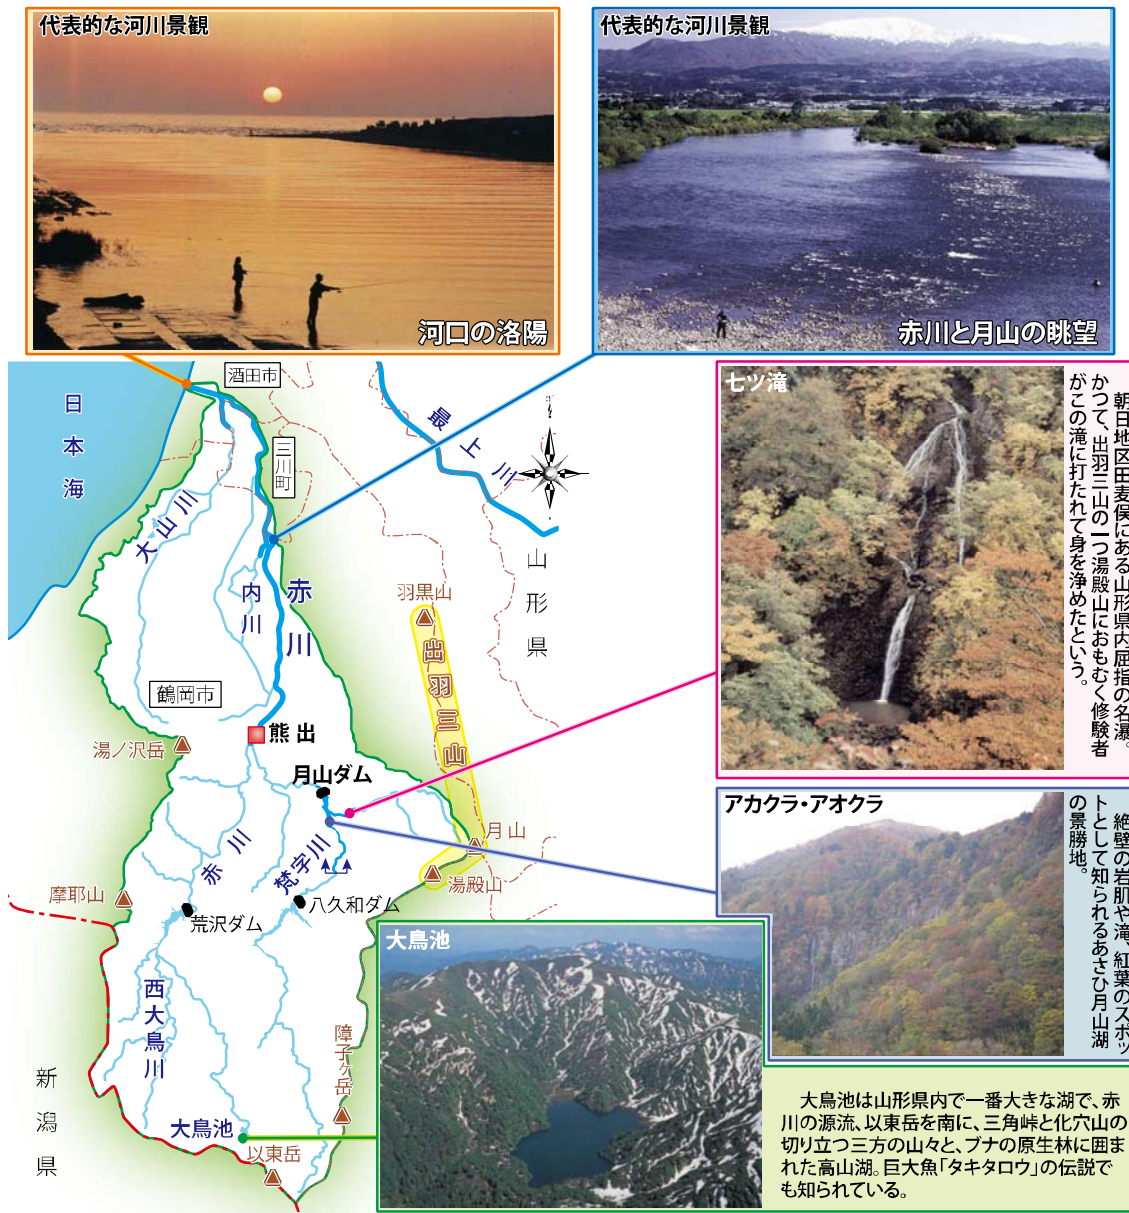 代表的な河川景観
河口の洛陽
代表的な河川景観
赤川と月山の眺望
七ツ滝
朝日地区田麦俣にある山形県内屈指の名瀑。
かつて、出羽三山の一つ湯殿山におもむく修験者
がこの滝に打たれて身を浄めたという。
アカクラ・アオクラ
絶壁の岩肌や滝、紅葉のスポッ
トとして知られるあさひ月山湖
の景勝地。
大鳥池
大鳥池は山形県内で一番大きな湖で、赤
川の源流、以東岳を南に、三角峠と化穴山の
切り立つ三方の山々と、ブナの原生林に囲ま
れた高山湖。巨大魚「タキタロウ」の伝説で
も知られている。
日本海
酒田市
三川町
最上川
大山川
内川
赤川
山形県
羽黒山
出羽三山
鶴岡市
熊出
湯ノ沢岳
月山ダム
月山
湯殿山
赤川
梵字川
摩耶山
荒沢ダム
八久和ダム
西大鳥川
障子ヶ岳
新潟県
大鳥池
以東岳